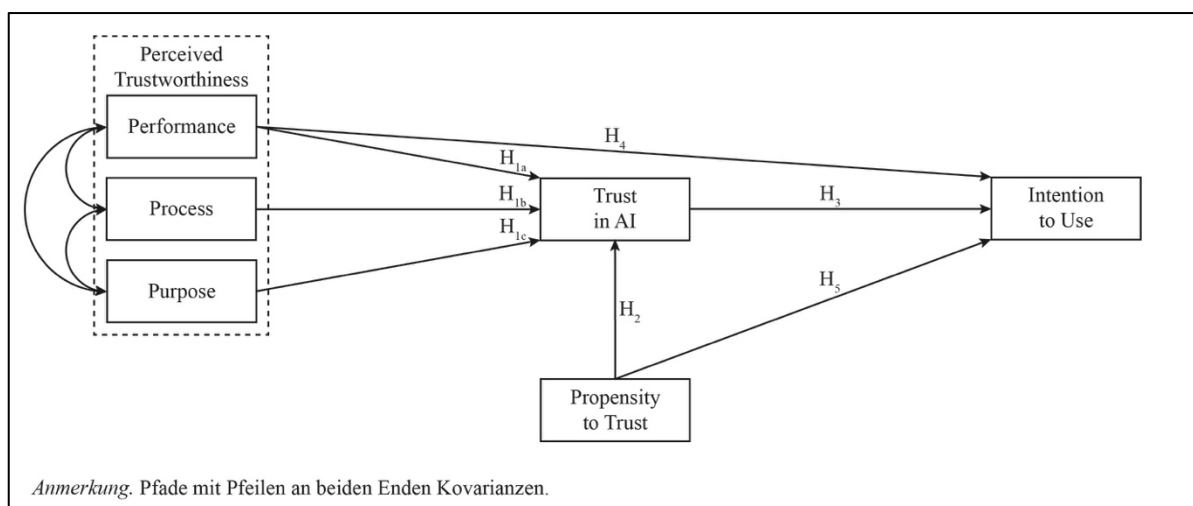 Perceived
Trustworthiness
Performance
Process
Purpose
H1a
H1b
H1c
H4
Trust
in AI
H3
Intention
to Use
H2
H5
Propensity
to Trust
Anmerkung. Pfade mit Pfeilen an beiden Enden Kovarianzen.